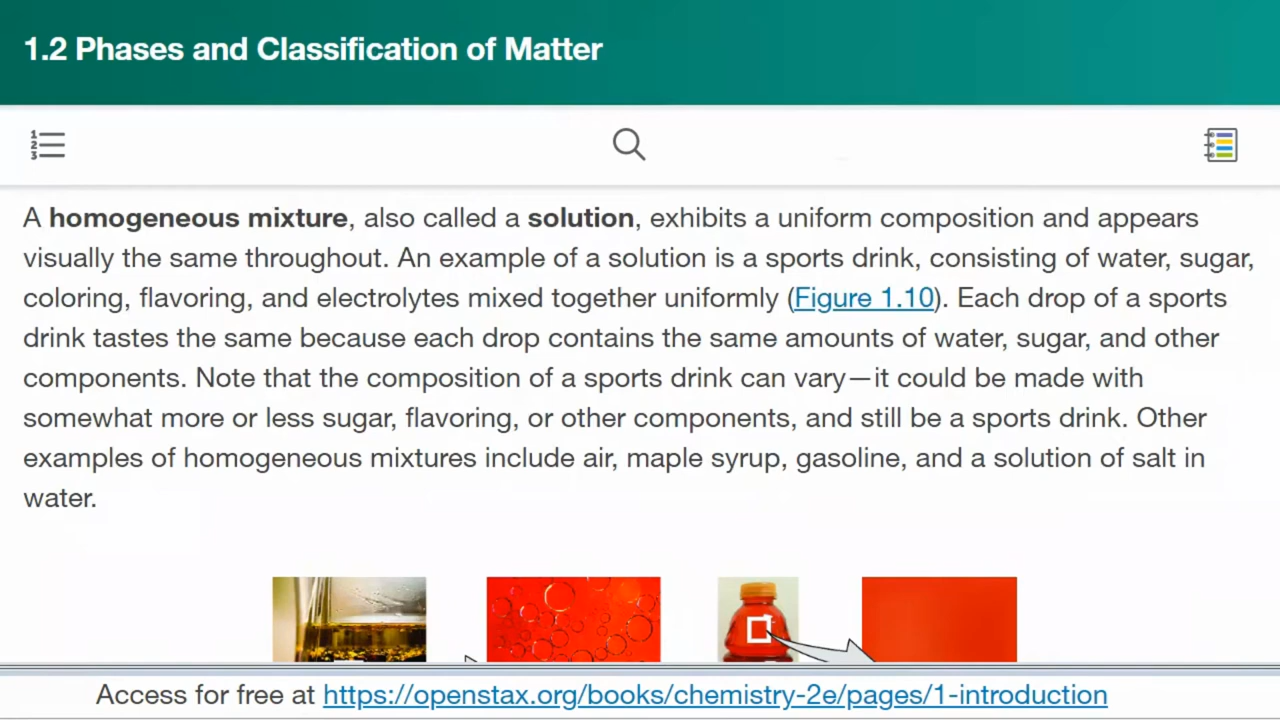 1.2 Phases and Classification of Matter
1
2
3
A homogeneous mixture, also called a solution, exhibits a uniform composition and appears
visually the same throughout. An example of a solution is a sports drink, consisting of water, sugar,
coloring, flavoring, and electrolytes mixed together uniformly (Figure 1.10). Each drop of a sports
drink tastes the same because each drop contains the same amounts of water, sugar, and other
components. Note that the composition of a sports drink can vary—it could be made with
somewhat more or less sugar, flavoring, or other components, and still be a sports drink. Other
examples of homogeneous mixtures include air, maple syrup, gasoline, and a solution of salt in
water.
Access for free at https://openstax.org/books/chemistry-2e/pages/1-introduction